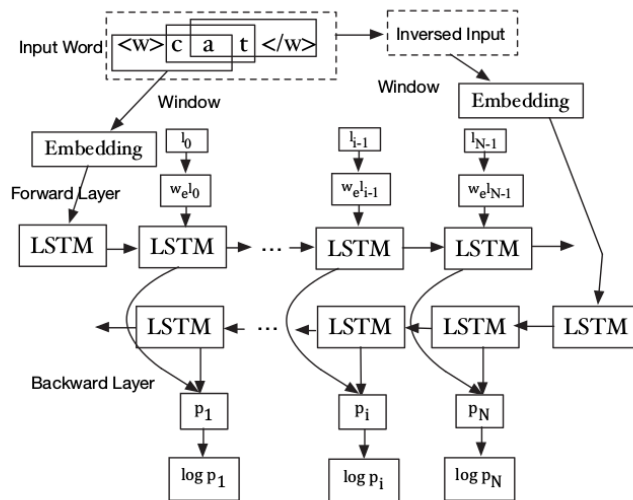 Input Word <w> c a t </w> Inversed Input
Window Window
Embedding Embedding
l0 li-1 lN-1
Forward Layer
wel0 weli-1 welN-1
LSTM LSTM ... LSTM LSTM
LSTM ... LSTM LSTM LSTM
Backward Layer
p1 pi pN
log p1 log pi log pN